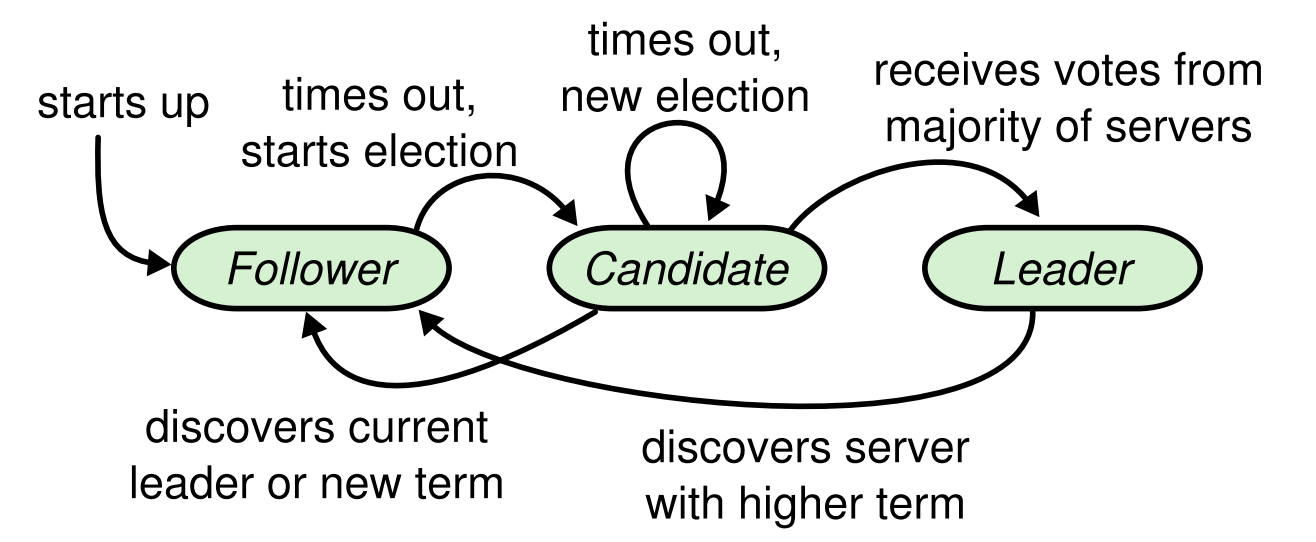 starts up
times out,
starts election
times out,
new election
receives votes from
majority of servers
Follower
Candidate
Leader
discovers current
leader or new term
discovers server
with higher term